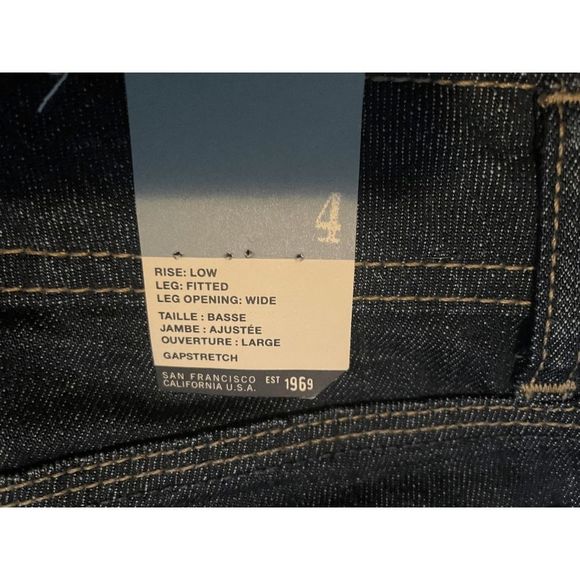 4
RISE: LOW
LEG: FITTED
LEG OPENING: WIDE
TAILLE : BASSE
JAMBE : AJUSTÉE
OUVERTURE : LARGE
GAPSTRETCH
SAN FRANCISCO EST 1969
CALIFORNIA U.S.A.